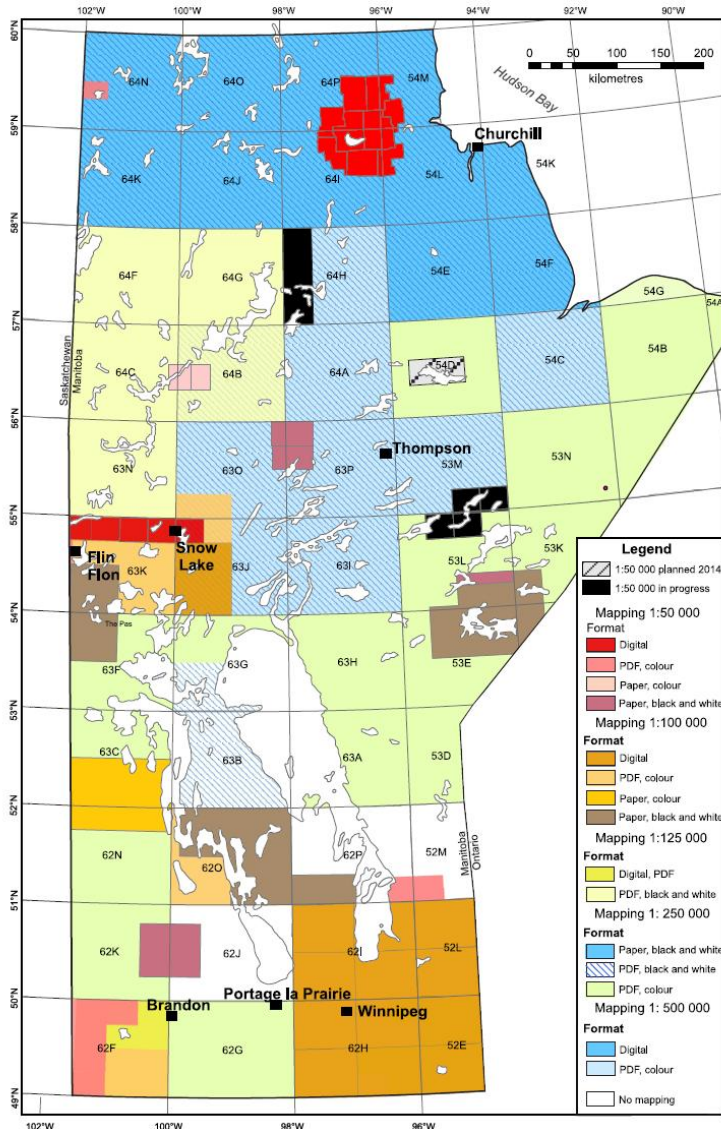 102°W 100°W 98°W 96°W 94°W 92°W 90°W
60°N
0 50 100 150 200
kilometres
Hudson Bay
64N 64O 64P 54M
59°N
Churchill
54K
64K 64J 64I 54L
58°N
64F 64G 64H 54E 54F
54G
54A
57°N
Saskatchewan
Manitoba
64C 64B 64A 54D 54C 54B
56°N
Thompson
63N 63O 63P 53M 53N
55°N
Flin
Flon
Snow
Lake
63K 63J 63I 53L 53K
54°N
The Pas
63F 63G 63H 53E
53°N
63C 63B 63A 53D
52°N
62N 62O 62P 52M
Manitoba
Ontario
51°N
62K 62J 62I 52L
50°N
Brandon
Portage la Prairie
Winnipeg
62F 62G 62H 52E
49°N
102°W 100°W 98°W 96°W
Legend
1:50 000 planned 2014
1:50 000 in progress
Mapping 1:50 000
Format
Digital
PDF, colour
Paper, colour
Paper, black and white
Mapping 1:100 000
Format
Digital
PDF, colour
Paper, colour
Paper, black and white
Mapping 1:125 000
Format
Digital, PDF
PDF, black and white
Mapping 1: 250 000
Format
Paper, black and white
PDF, black and white
PDF, colour
Mapping 1: 500 000
Format
Digital
PDF, colour
No mapping